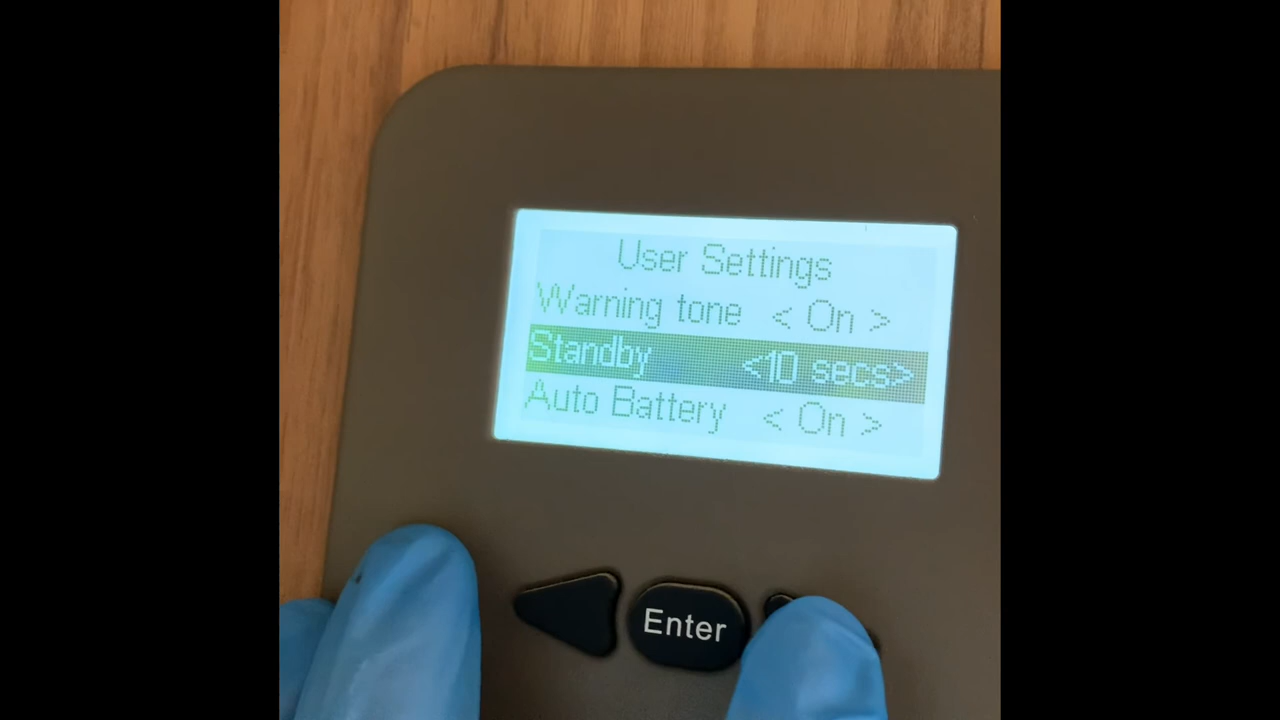 User Settings
Warning tone < On >
Standby <10 secs>
Auto Battery < On >
Enter